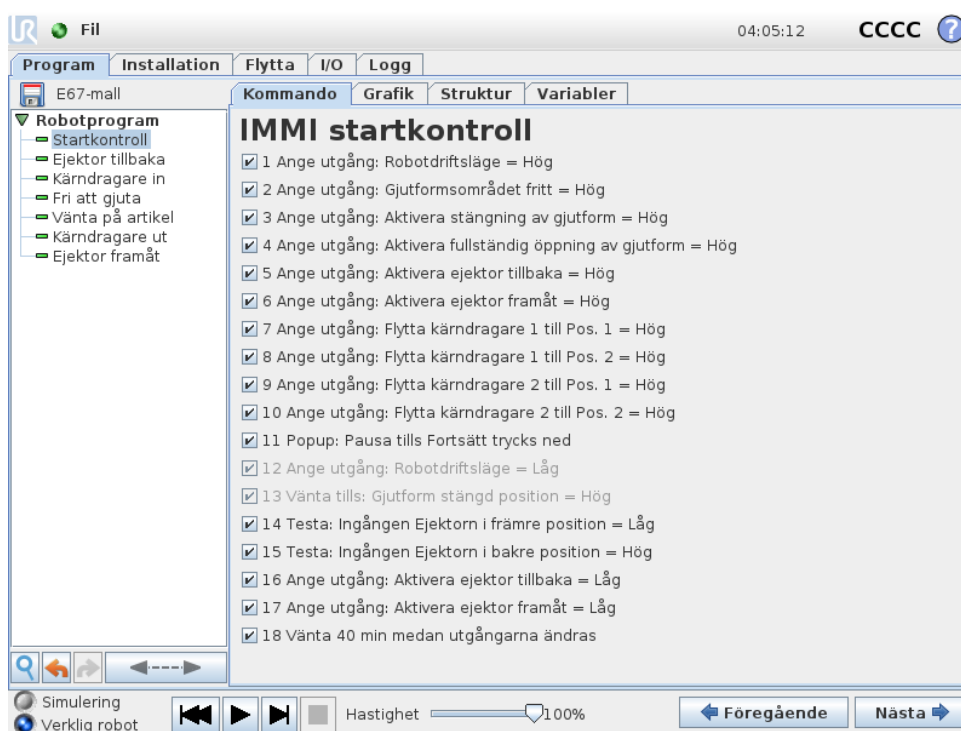 UR Fil 04:05:12 CCCC ?
Program Installation Flytta I/O Logg
E67-mall
Kommando Grafik Struktur Variabler
Robotprogram
Startkontroll
Ejektor tillbaka
Kärndragare in
Fri att gjuta
Vänta på artikel
Kärndragare ut
Ejektor framåt
IMMI startkontroll
1 Ange utgång: Robotdriftsläge = Hög
2 Ange utgång: Gjutformsområdet fritt = Hög
3 Ange utgång: Aktivera stängning av gjutform = Hög
4 Ange utgång: Aktivera fullständig öppning av gjutform = Hög
5 Ange utgång: Aktivera ejektor tillbaka = Hög
6 Ange utgång: Aktivera ejektor framåt = Hög
7 Ange utgång: Flytta kärndragare 1 till Pos. 1 = Hög
8 Ange utgång: Flytta kärndragare 1 till Pos. 2 = Hög
9 Ange utgång: Flytta kärndragare 2 till Pos. 1 = Hög
10 Ange utgång: Flytta kärndragare 2 till Pos. 2 = Hög
11 Popup: Pausa tills Fortsätt trycks ned
12 Ange utgång: Robotdriftsläge = Låg
13 Vänta tills: Gjutform stängd position = Hög
14 Testa: Ingången Ejektorn i främre position = Låg
15 Testa: Ingången Ejektorn i bakre position = Hög
16 Ange utgång: Aktivera ejektor tillbaka = Låg
17 Ange utgång: Aktivera ejektor framåt = Låg
18 Vänta 40 min medan utgångarna ändras
Simulering
Verklig robot
Hastighet 100%
Föregående
Nästa